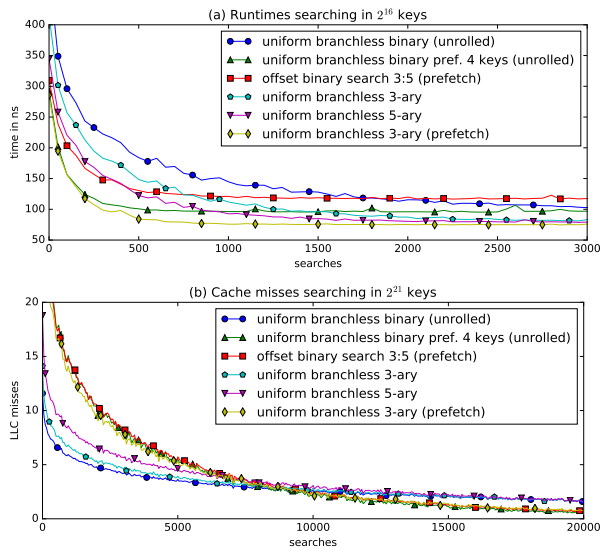 (a) Runtimes searching in 2^16 keys
400
350
300
250
200
150
100
50
time in ns
uniform branchless binary (unrolled)
uniform branchless binary pref. 4 keys (unrolled)
offset binary search 3:5 (prefetch)
uniform branchless 3-ary
uniform branchless 5-ary
uniform branchless 3-ary (prefetch)
0 500 1000 1500 2000 2500 3000
searches
(b) Cache misses searching in 2^21 keys
20
15
10
5
0
LLC misses
uniform branchless binary (unrolled)
uniform branchless binary pref. 4 keys (unrolled)
offset binary search 3:5 (prefetch)
uniform branchless 3-ary
uniform branchless 5-ary
uniform branchless 3-ary (prefetch)
0 5000 10000 15000 20000
searches